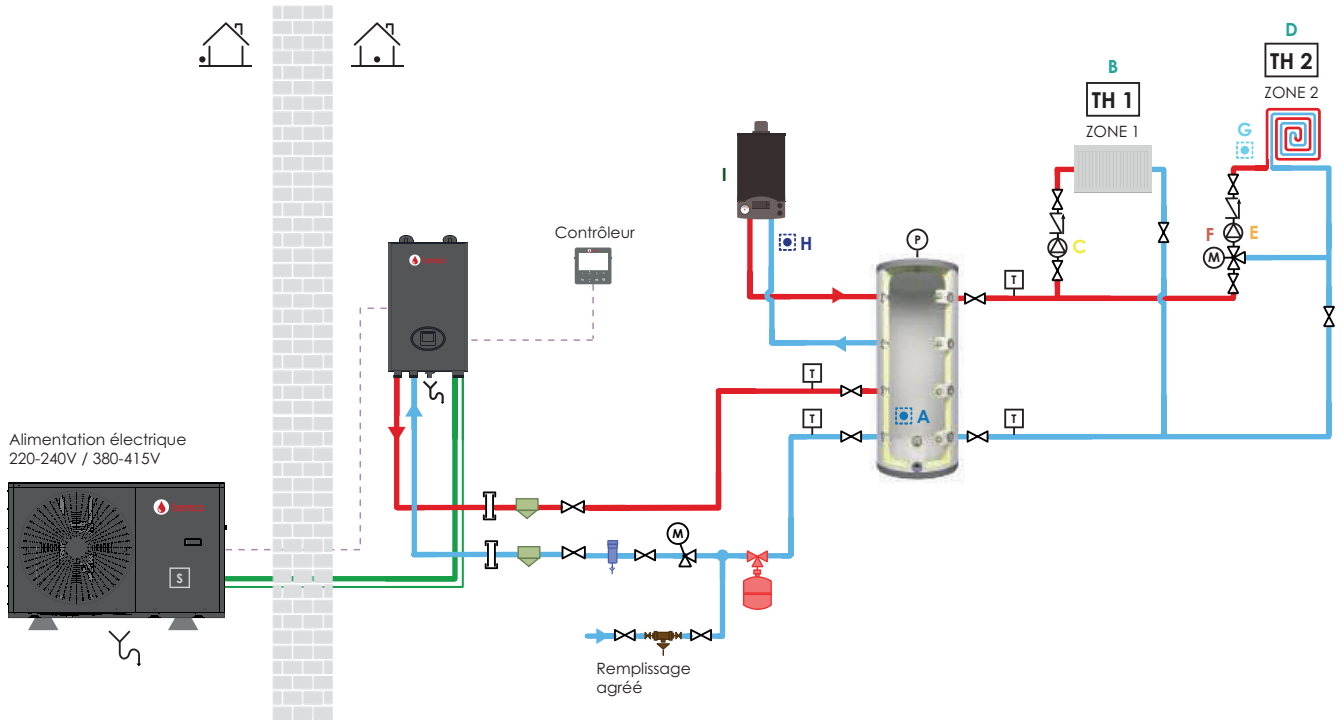 D
TH 2
ZONE 2
B
TH 1
ZONE 1
G
I
Contrôleur
H
P
C
F
E
M
T
T
A
T
T
Alimentation électrique
220-240V / 380-415V
M
S
Remplissage
agréé